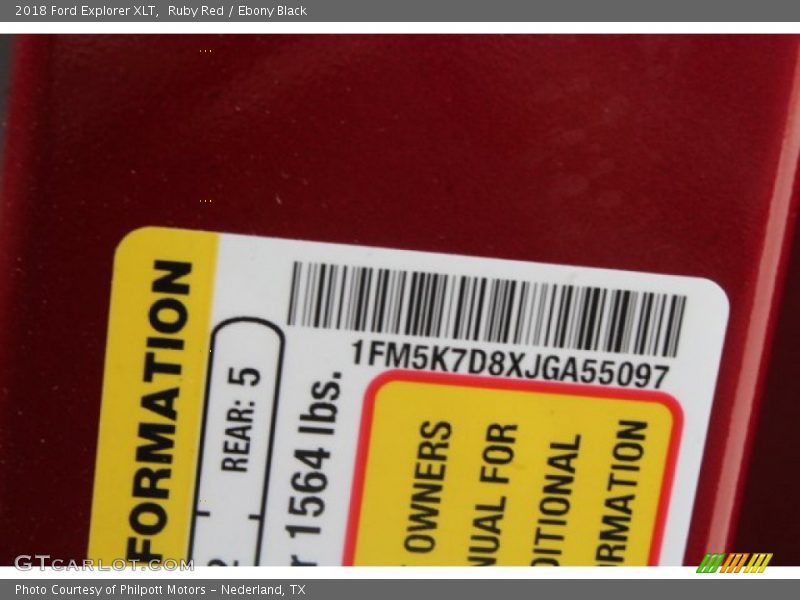 2018 Ford Explorer XLT, Ruby Red / Ebony Black
1FM5K7D8XJGA55097
FORMATION
REAR: 5
1564 lbs.
OWNERS
NUAL FOR
DITIONAL
ORMATION
GTCARLOT.COM
Photo Courtesy of Philpott Motors - Nederland, TX